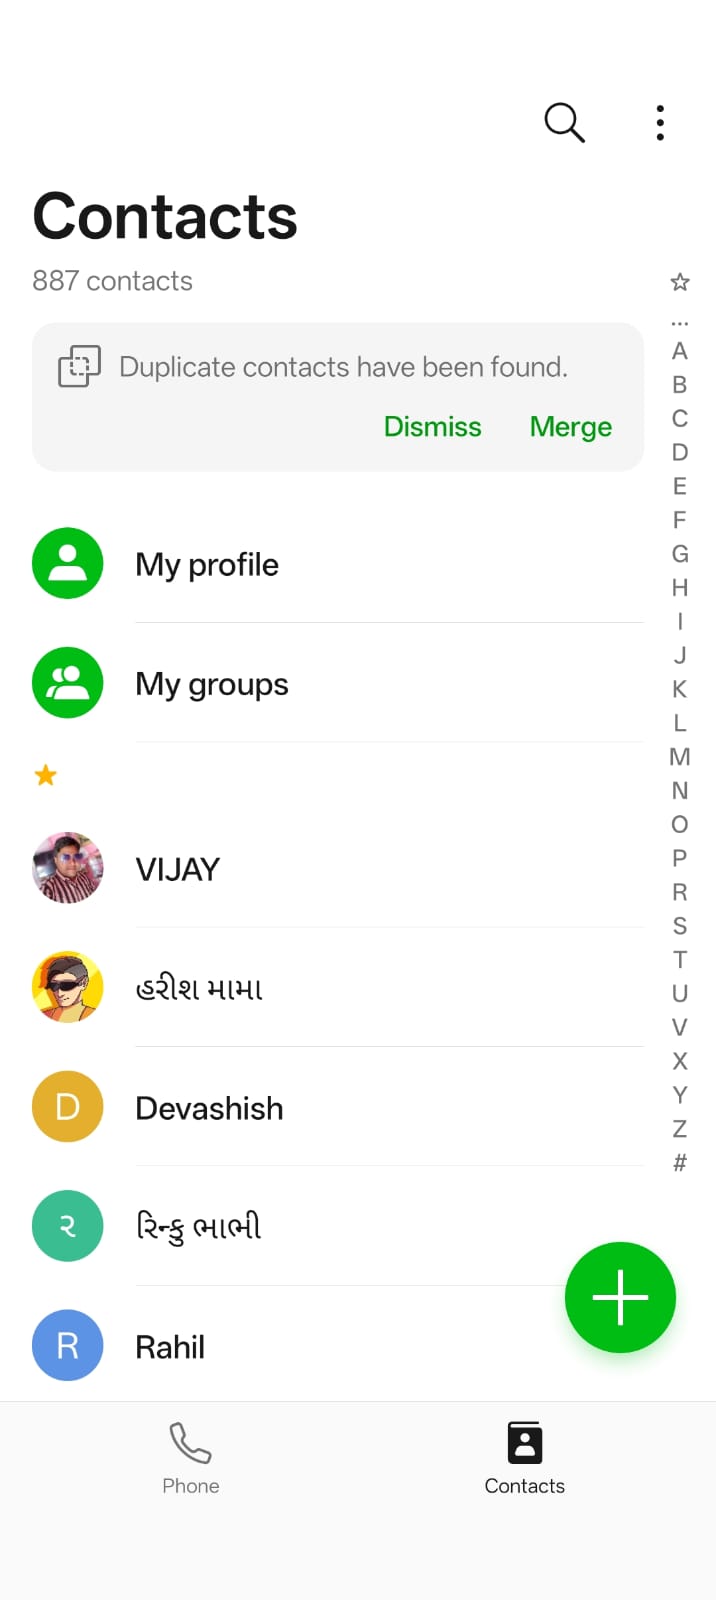 Contacts
887 contacts
Duplicate contacts have been found.
Dismiss Merge
My profile
My groups
VIJAY
હરીશ મામા
D Devashish
ર રિન્કુ ભાભી
R Rahil
...
A
B
C
D
E
F
G
H
I
J
K
L
M
N
O
P
R
S
T
U
V
X
Y
Z
#
Phone Contacts